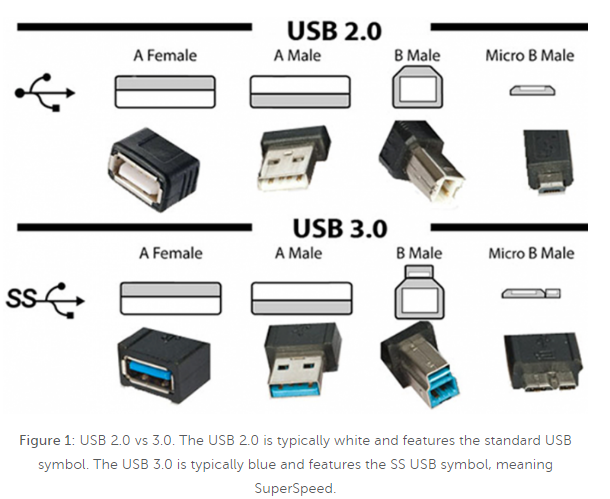 USB 2.0
A Female A Male B Male Micro B Male
USB 3.0
A Female A Male B Male Micro B Male
SS
Figure 1: USB 2.0 vs 3.0. The USB 2.0 is typically white and features the standard USB
symbol. The USB 3.0 is typically blue and features the SS USB symbol, meaning
SuperSpeed.